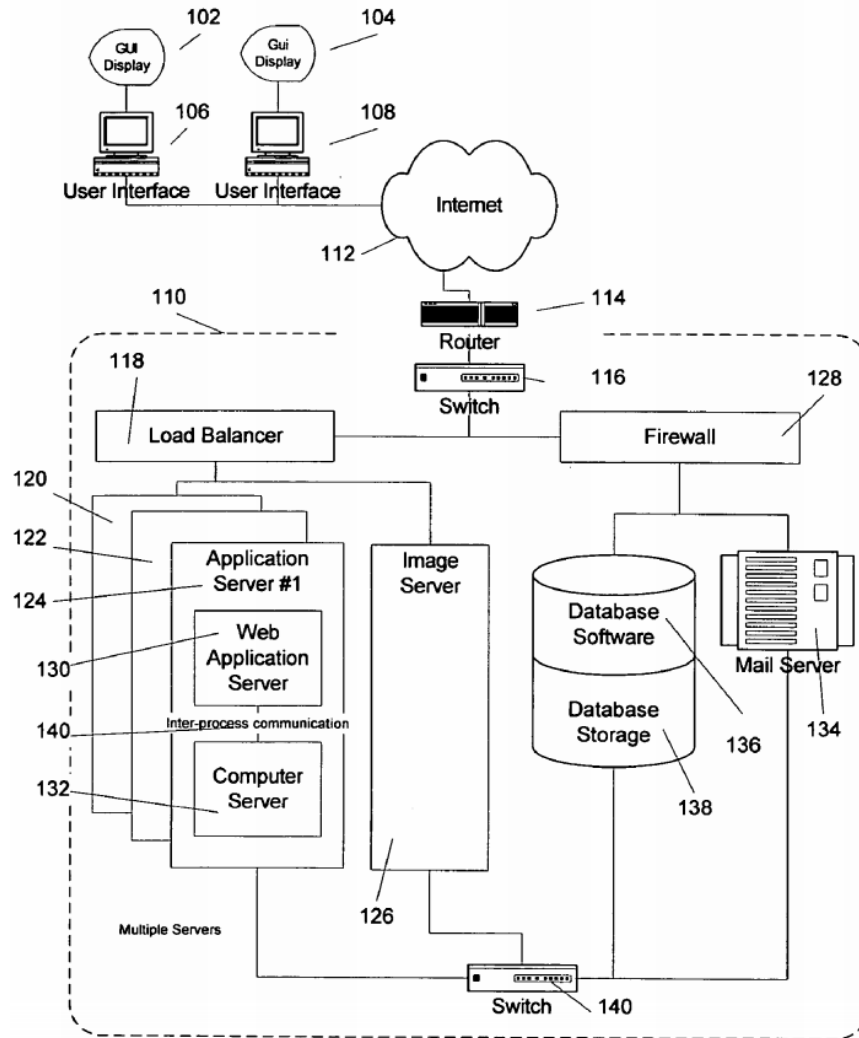 102
104
GUI
Display
Gui
Display
106
108
User Interface
User Interface
Internet
112
110
114
Router
116
Switch
118
128
Load Balancer
Firewall
120
122
124
Application
Server #1
Image
Server
130
Web
Application
Server
Database
Software
Mail Server
Inter-process communication
140
Database
Storage
136
134
132
Computer
Server
138
126
Multiple Servers
Switch
140